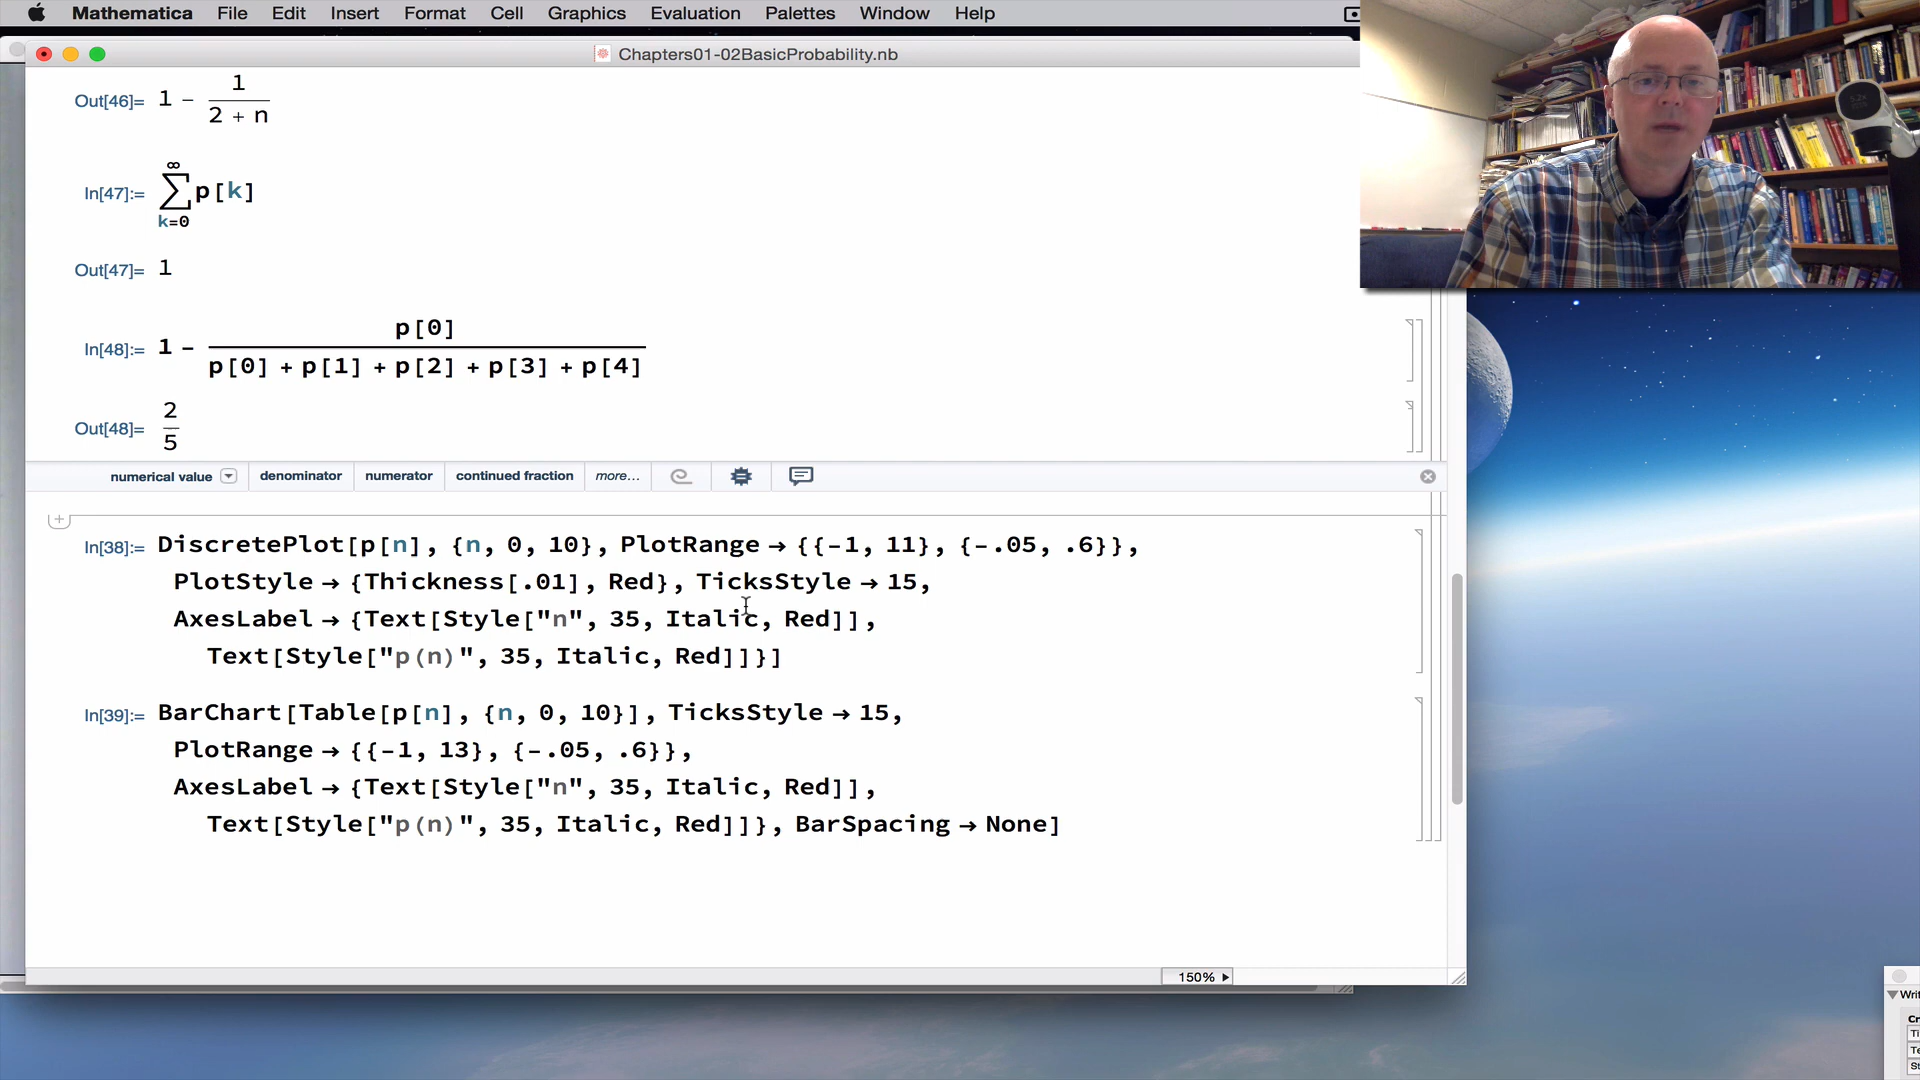 Mathematica File Edit Insert Format Cell Graphics Evaluation Palettes Window Help
Chapters01-02BasicProbability.nb
Out[46]= 1 - 1/(2 + n)
In[47]:= ∑_{k=0}^{∞} p[k]
Out[47]= 1
In[48]:= 1 - p[0]/(p[0] + p[1] + p[2] + p[3] + p[4])
Out[48]= 2/5
numerical value denominator numerator continued fraction more...
In[38]:= DiscretePlot[p[n], {n, 0, 10}, PlotRange → {{-1, 11}, {-.05, .6}},
PlotStyle → {Thickness[.01], Red}, TicksStyle → 15,
AxesLabel → {Text[Style["n", 35, Italic, Red]],
Text[Style["p(n)", 35, Italic, Red]]}]
In[39]:= BarChart[Table[p[n], {n, 0, 10}], TicksStyle → 15,
PlotRange → {{-1, 13}, {-.05, .6}},
AxesLabel → {Text[Style["n", 35, Italic, Red]],
Text[Style["p(n)", 35, Italic, Red]]}, BarSpacing → None]
150%